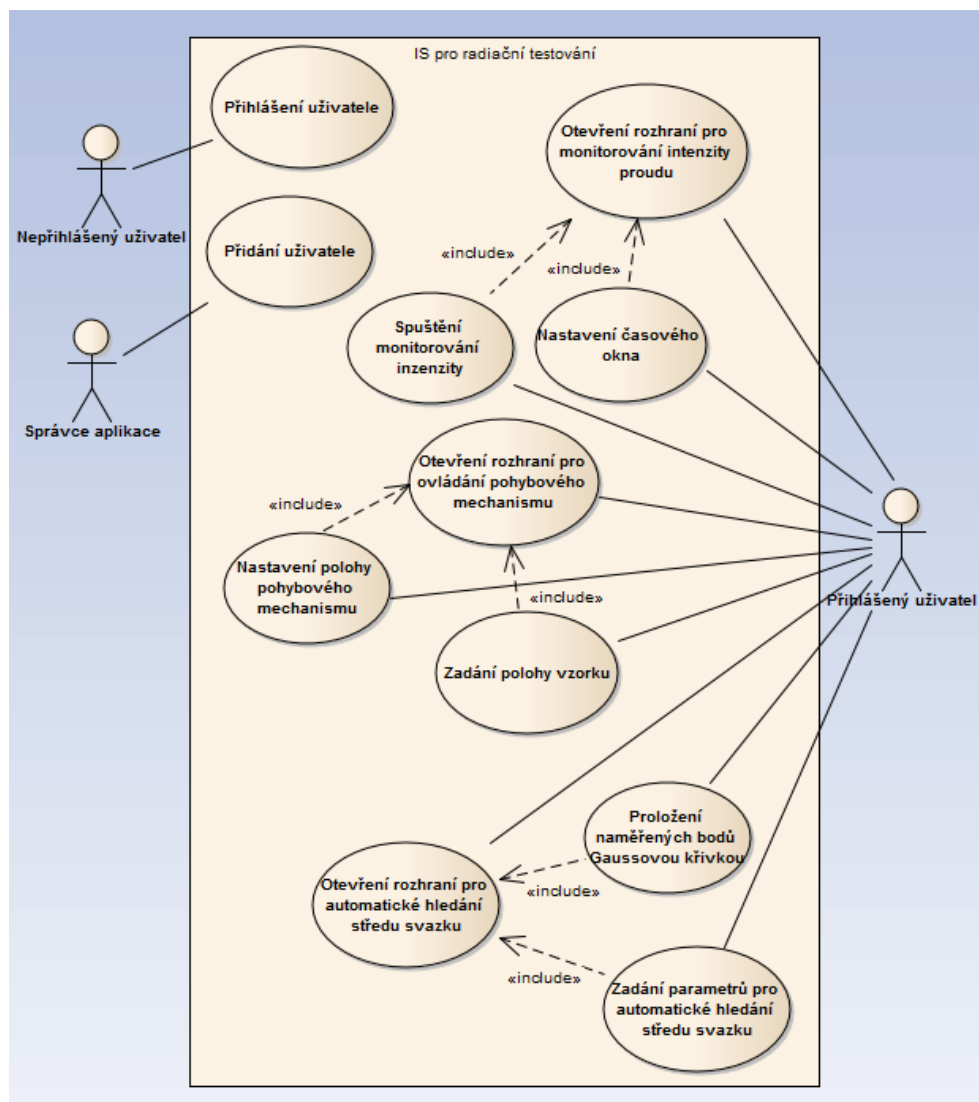 IS pro radiační testování
Přihlášení uživatele
Otevření rozhraní pro
monitorování intenzity
proudu
Nepřihlášený uživatel
Přidání uživatele
«include»
«include»
Spuštění
monitorování
inzenzity
Nastavení časového
okna
Správce aplikace
Otevření rozhraní pro
ovládání pohybového
mechanismu
«include»
Nastavení polohy
pohybového
mechanismu
«include»
Přihlášený uživatel
Zadání polohy vzorku
Proložení
naměřených bodů
Gaussovou křivkou
Otevření rozhraní pro
automatické hledání
středu svazku
«include»
«include»
Zadání parametrů pro
automatické hledání
středu svazku